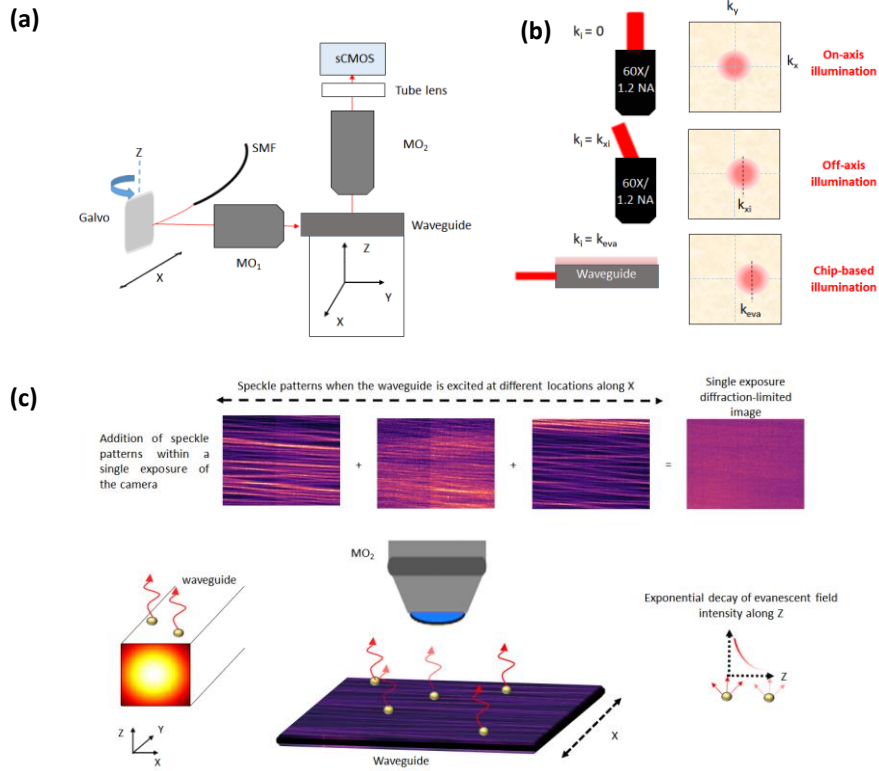 (a)
sCMOS
Tube lens
MO2
Z
SMF
Galvo
MO1
Waveguide
X
Z
Y
X
(b)
ki = 0
60X/
1.2 NA
ky
kx
On-axis
illumination
ki = kxi
60X/
1.2 NA
kxi
Off-axis
illumination
ki = keva
Waveguide
keva
Chip-based
illumination
(c)
Speckle patterns when the waveguide is excited at different locations along X
Single exposure
diffraction-limited
image
Addition of speckle
patterns within a
single exposure of
the camera
+
+
=
MO2
waveguide
Exponential decay of evanescent field
intensity along Z
Z
Z
Y
X
X
Waveguide